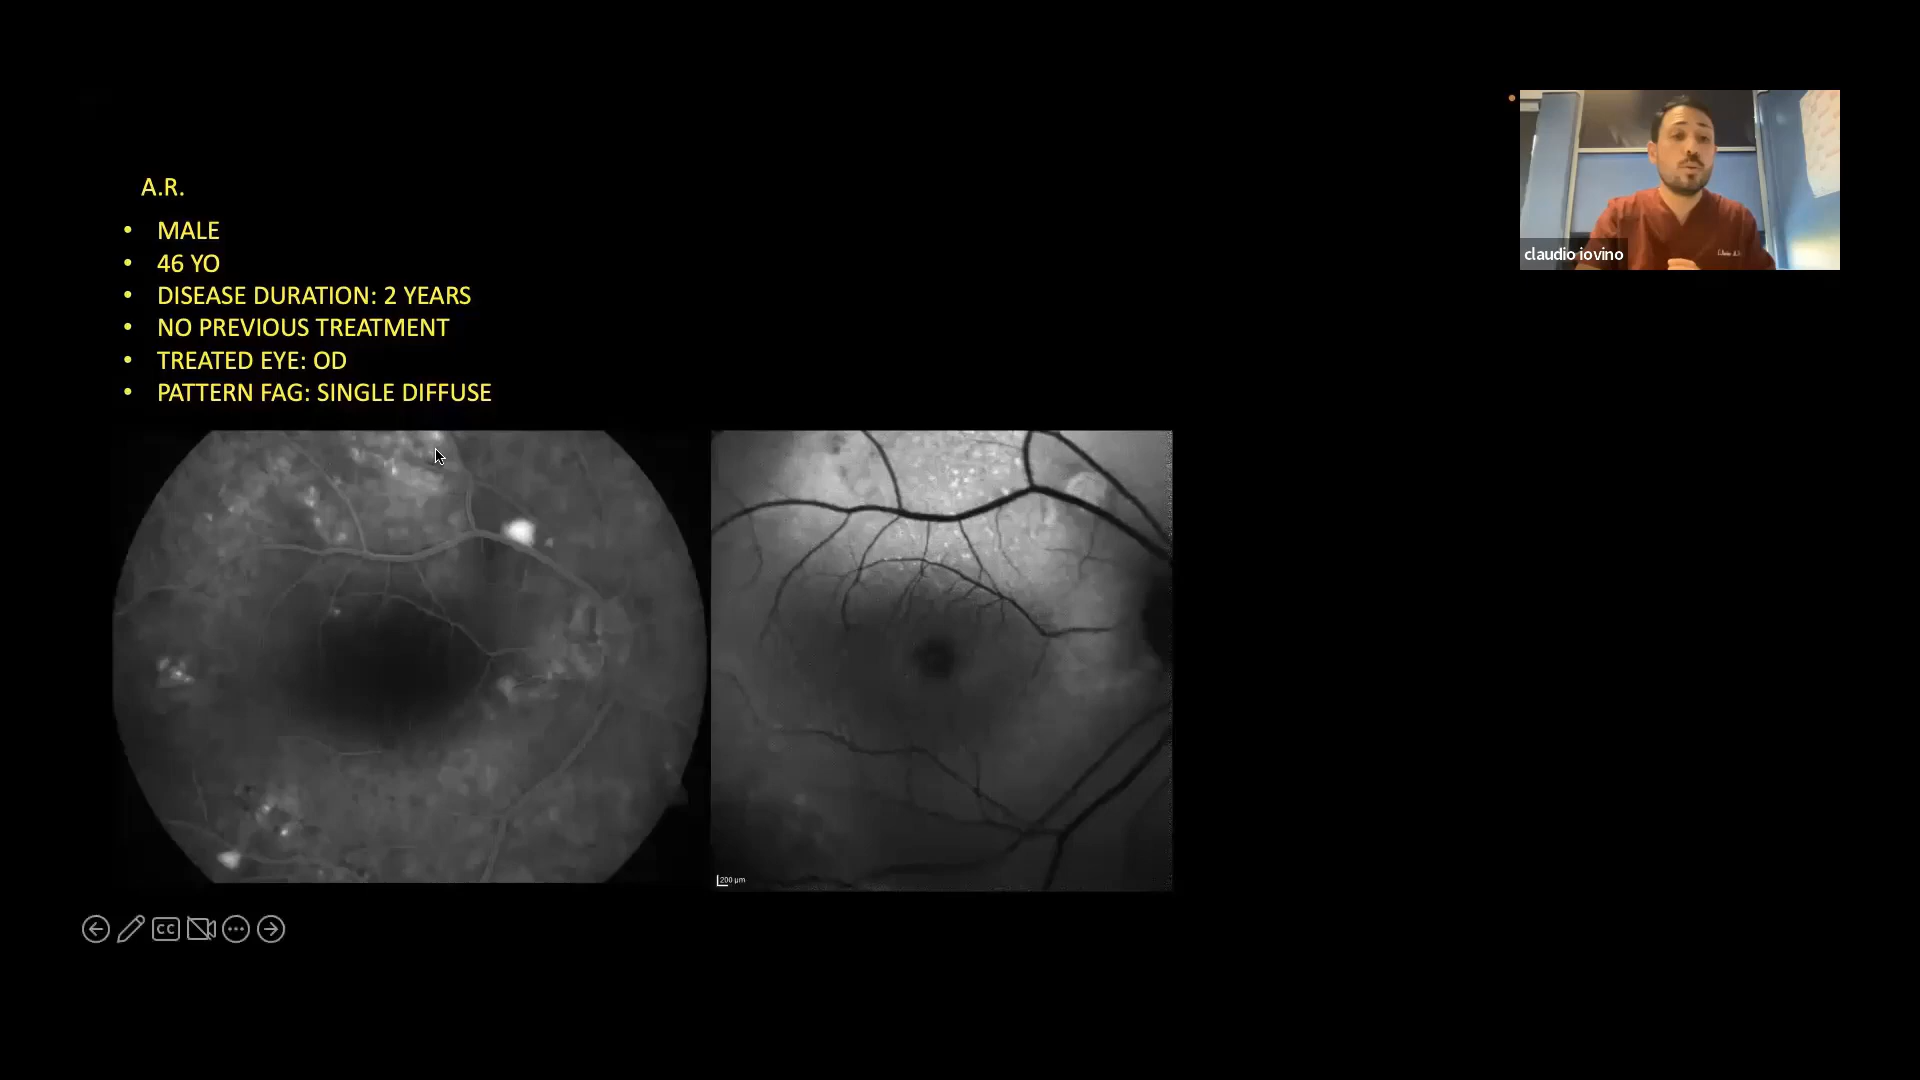 A.R.
• MALE
• 46 YO
• DISEASE DURATION: 2 YEARS
• NO PREVIOUS TREATMENT
• TREATED EYE: OD
• PATTERN FAG: SINGLE DIFFUSE
claudio iovino
200 µm
CC